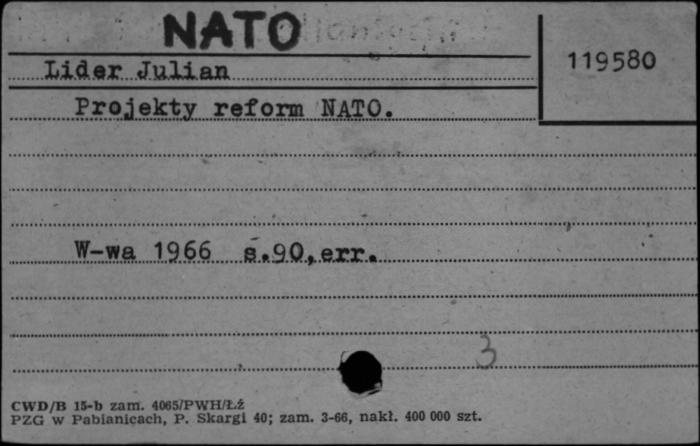 NATO
119580
Lider Julian
Projekty reform NATO.
W-wa 1966 s.90,err.
3
CWD/B 15-b zam. 4065/PWH/Łź
PZG w Pabianicach, P. Skargi 40; zam. 3-66, nakł. 400 000 szt.